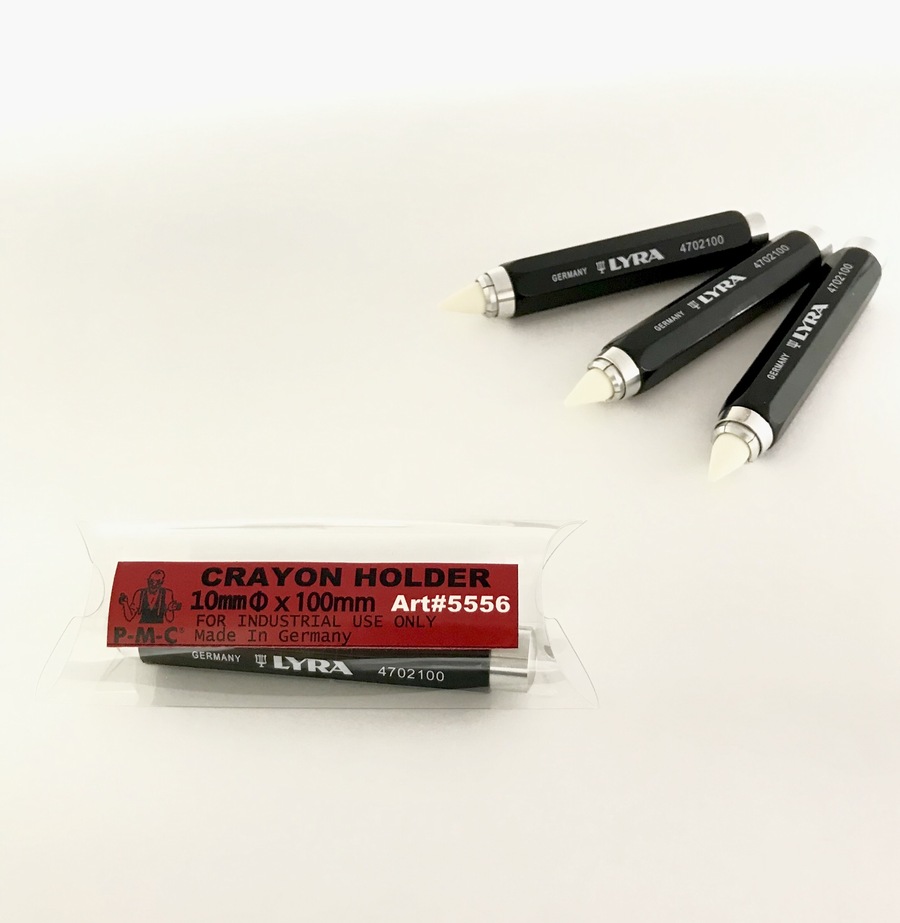 GERMANY LYRA 4702100
GERMANY LYRA 4702100
GERMANY LYRA 4702100
CRAYON HOLDER
10mmΦ x 100mm Art#5556
FOR INDUSTRIAL USE ONLY
P-M-C® Made In Germany
GERMANY LYRA 4702100